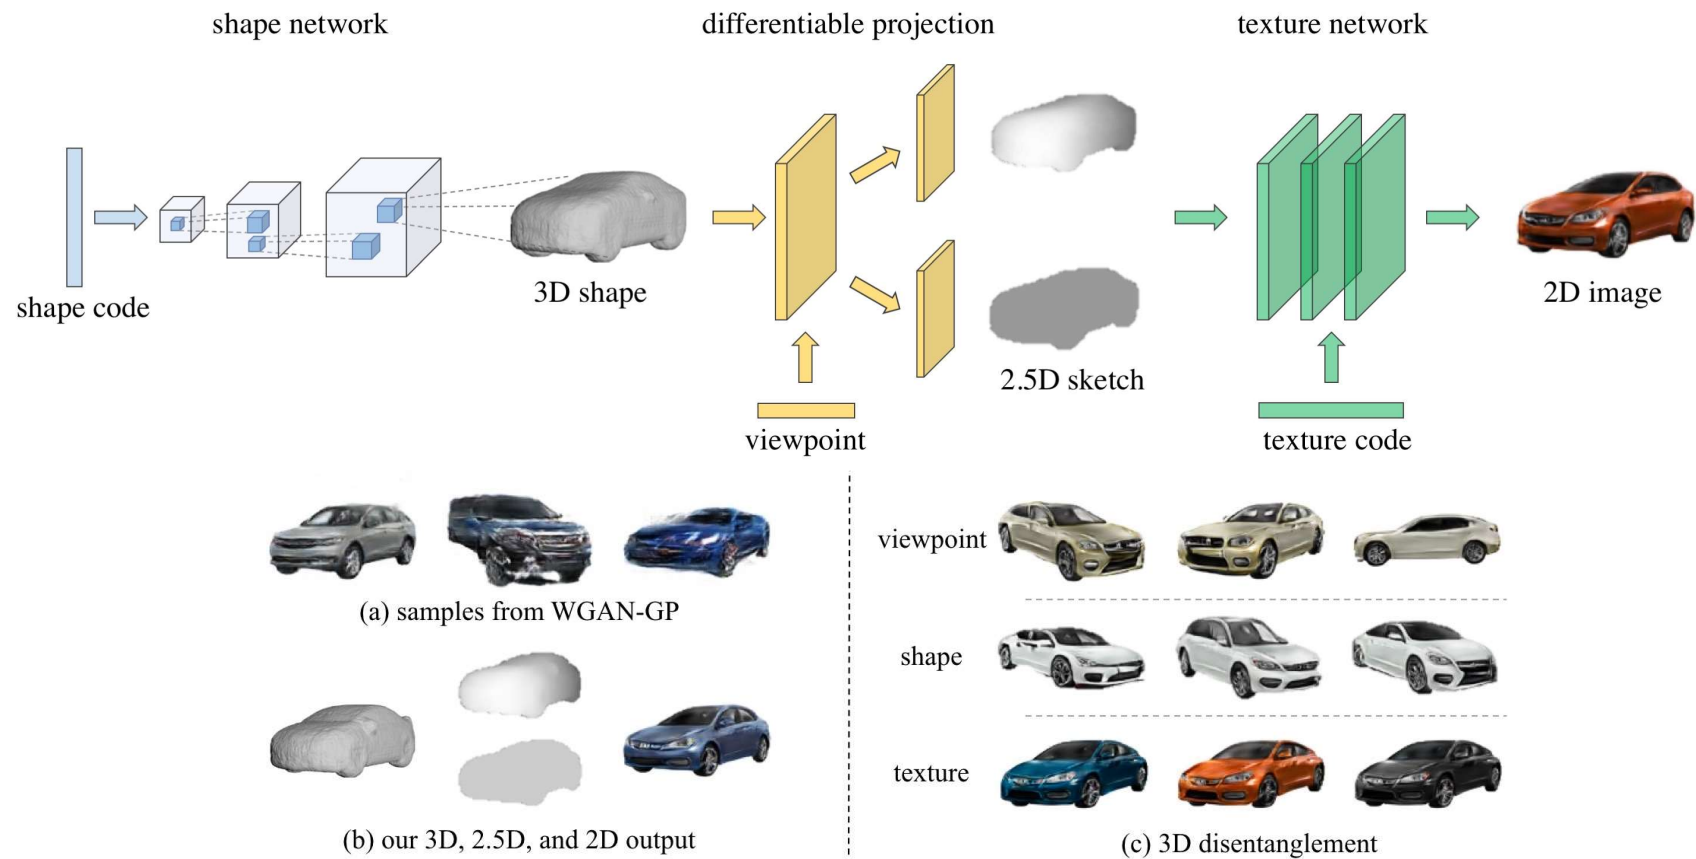 shape network
differentiable projection
texture network
shape code
3D shape
viewpoint
2.5D sketch
texture code
2D image
(a) samples from WGAN-GP
(b) our 3D, 2.5D, and 2D output
viewpoint
shape
texture
(c) 3D disentanglement